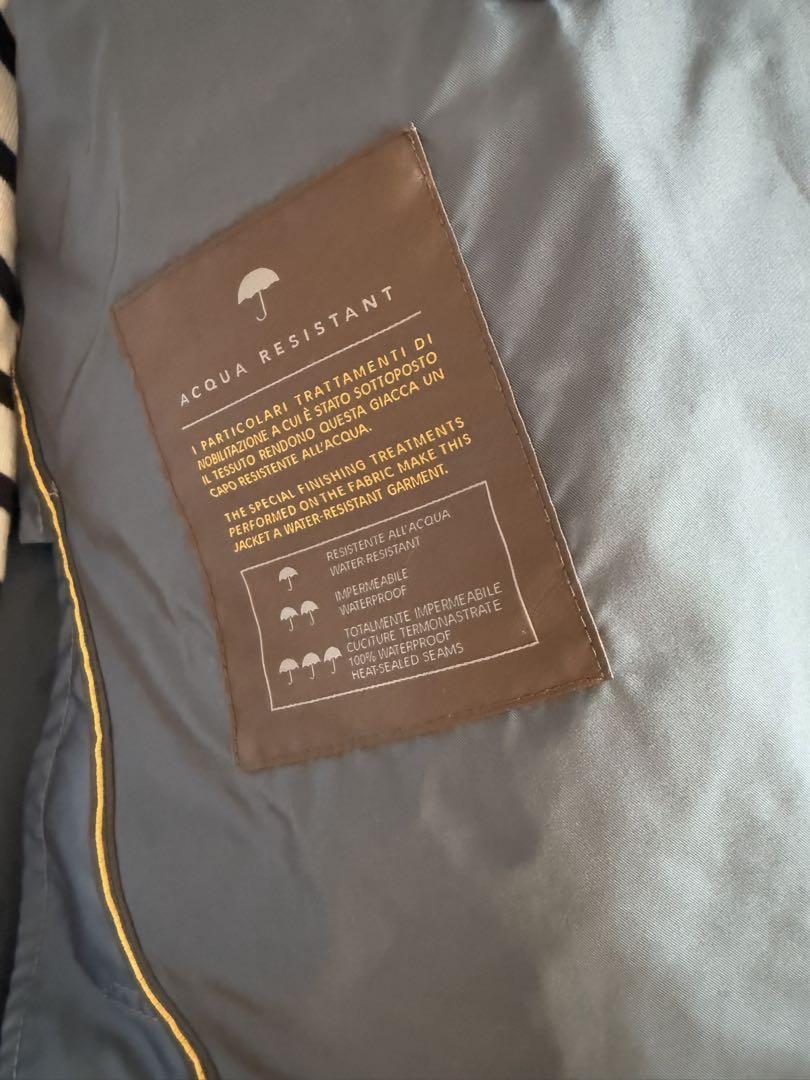 ACQUA RESISTANT
I PARTICOLARI TRATTAMENTI DI
NOBILITAZIONE A CUI È STATO SOTTOPOSTO
IL TESSUTO RENDONO QUESTA GIACCA UN
CAPO RESISTENTE ALL'ACQUA.
THE SPECIAL FINISHING TREATMENTS
PERFORMED ON THE FABRIC MAKE THIS
JACKET A WATER-RESISTANT GARMENT.
RESISTENTE ALL'ACQUA
WATER-RESISTANT
IMPERMEABILE
WATERPROOF
TOTALMENTE IMPERMEABILE
CUCITURE TERMONASTRATE
100% WATERPROOF
HEAT-SEALED SEAMS